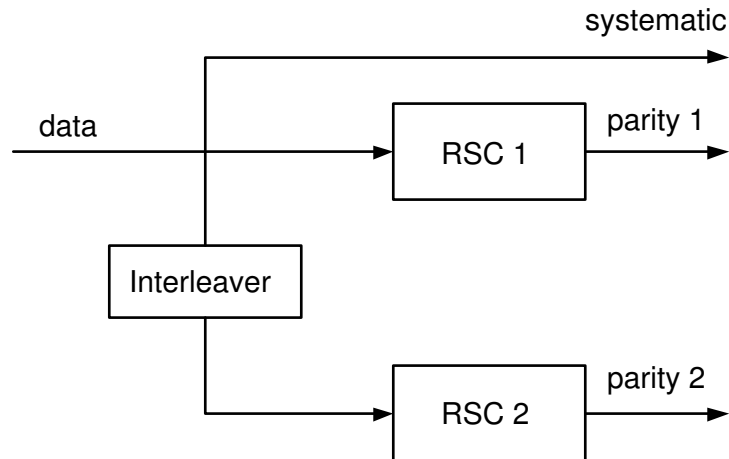 systematic
data
parity 1
RSC 1
Interleaver
parity 2
RSC 2